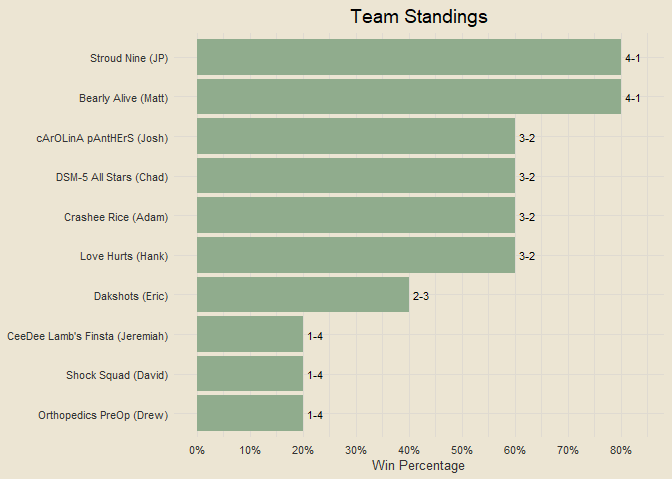 Team Standings
Stroud Nine (JP)
4-1
Bearly Alive (Matt)
4-1
cArOLinA pAntHErS (Josh)
3-2
DSM-5 All Stars (Chad)
3-2
Crashee Rice (Adam)
3-2
Love Hurts (Hank)
3-2
Dakshots (Eric)
2-3
CeeDee Lamb's Finsta (Jeremiah)
1-4
Shock Squad (David)
1-4
Orthopedics PreOp (Drew)
1-4
0% 10% 20% 30% 40% 50% 60% 70% 80%
Win Percentage